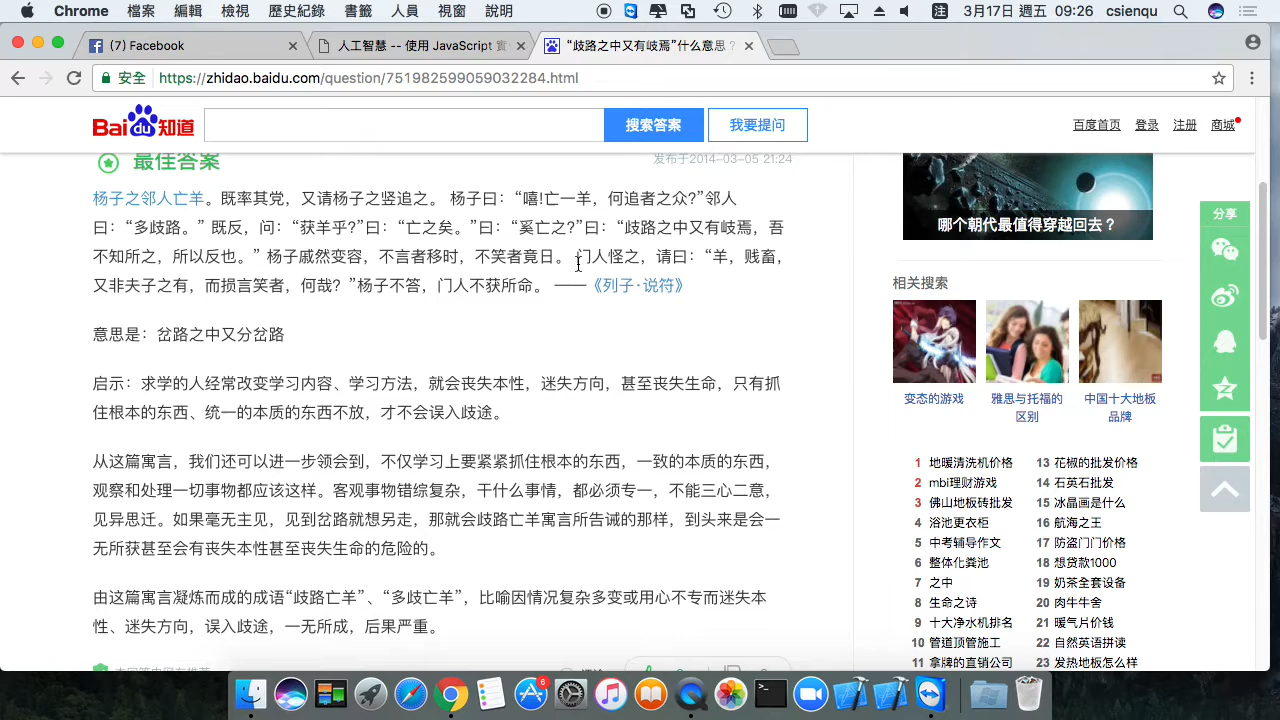 Chrome 檔案 編輯 檢視 歷史紀錄 書籤 人員 視窗 說明 注 3月17日 週五 09:26 csienqu
(7) Facebook
人工智慧 -- 使用 JavaScript 實
“歧路之中又有岐焉”什么意思？
安全 https://zhidao.baidu.com/question/751982599059032284.html
Bai du 知道
搜索答案
我要提问
百度首页 登录 注册 商城
最佳答案
发布于2014-03-05 21:24
杨子之邻人亡羊。既率其党，又请杨子之竖追之。 杨子曰：“嘻!亡一羊，何追者之众?”邻人
曰：“多歧路。” 既反，问：“获羊乎?”曰：“亡之矣。”曰：“奚亡之?”曰：“歧路之中又有岐焉，吾
不知所之，所以反也。” 杨子戚然变容，不言者移时，不笑者竟日。 门人怪之，请曰：“羊，贱畜，
又非夫子之有，而损言笑者，何哉？”杨子不答，门人不获所命。 ——《列子·说符》
意思是：岔路之中又分岔路
启示：求学的人经常改变学习内容、学习方法，就会丧失本性，迷失方向，甚至丧失生命，只有抓
住根本的东西、统一的本质的东西不放，才不会误入歧途。
从这篇寓言，我们还可以进一步领会到，不仅学习上要紧紧抓住根本的东西，一致的本质的东西，
观察和处理一切事物都应该这样。客观事物错综复杂，干什么事情，都必须专一，不能三心二意，
见异思迁。如果毫无主见，见到岔路就想另走，那就会歧路亡羊寓言所告诫的那样，到头来是会一
无所获甚至会有丧失本性甚至丧失生命的危险的。
由这篇寓言凝炼而成的成语“歧路亡羊”、“多歧亡羊”，比喻因情况复杂多变或用心不专而迷失本
性、迷失方向，误入歧途，一无所成，后果严重。
哪个朝代最值得穿越回去？
相关搜索
变态的游戏
雅思与托福的
区别
中国十大地板
品牌
1 地暖清洗机价格 13 花椒的批发价格
2 mbi理财游戏 14 石英石批发
3 佛山地板砖批发 15 冰晶画是什么
4 浴池更衣柜 16 航海之王
5 中考辅导作文 17 防盗门门价格
6 整体化粪池 18 想贷款1000
7 之中 19 奶茶全套设备
8 生命之诗 20 肉牛牛舍
9 十大净水机排名 21 暖气片价钱
10 管道顶管施工 22 自然英语拼读
11 拿牌的直销公司 23 发热地板怎么样
分享
6